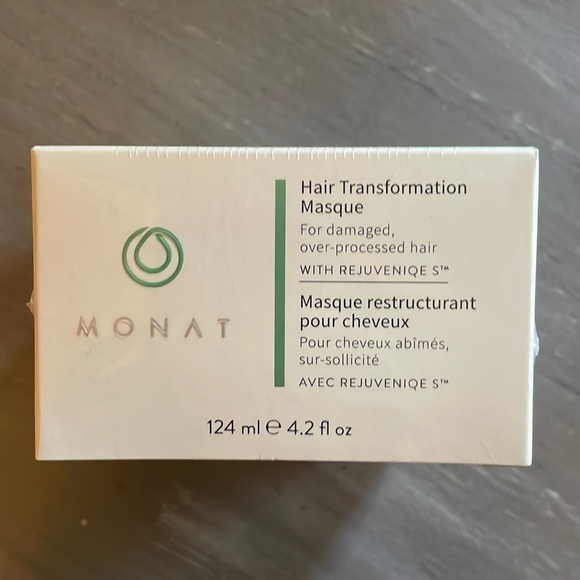 MONAT
Hair Transformation
Masque
For damaged,
over-processed hair
WITH REJUVENIQE S™
Masque restructurant
pour cheveux
Pour cheveux abîmés,
sur-sollicité
AVEC REJUVENIQE S™
124 ml ℮ 4.2 fl oz